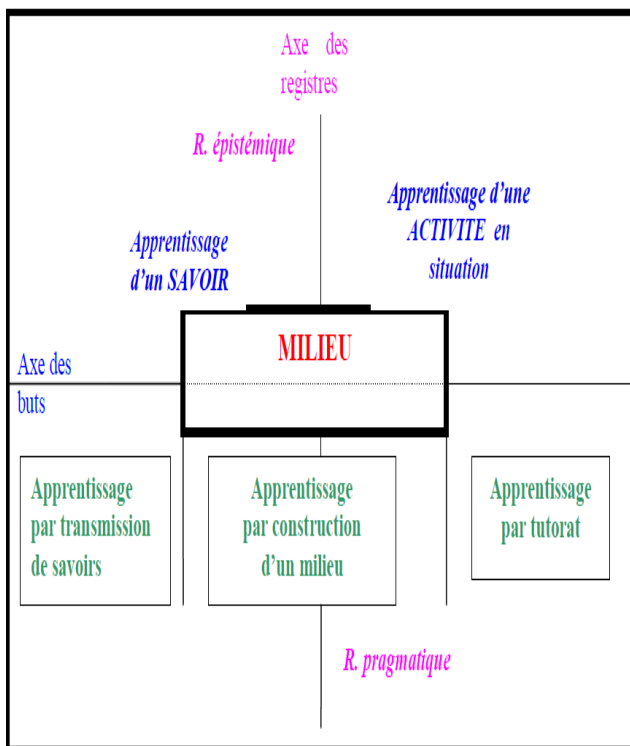 Axe des
registres
R. épistémique
Apprentissage d'une
ACTIVITE en
situation
Apprentissage
d'un SAVOIR
MILIEU
Axe des
buts
Apprentissage
par transmission
de savoirs
Apprentissage
par construction
d'un milieu
Apprentissage
par tutorat
R. pragmatique